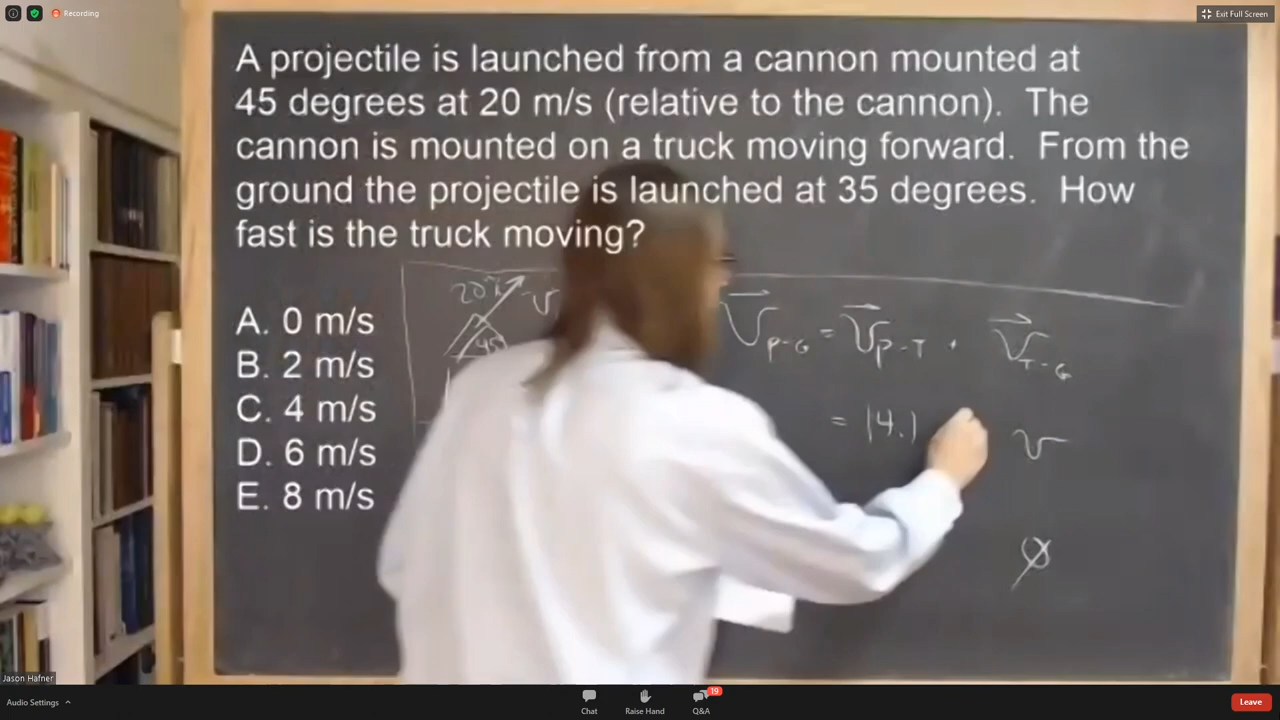 Recording
Exit Full Screen
A projectile is launched from a cannon mounted at
45 degrees at 20 m/s (relative to the cannon). The
cannon is mounted on a truck moving forward. From the
ground the projectile is launched at 35 degrees. How
fast is the truck moving?
A. 0 m/s
B. 2 m/s
C. 4 m/s
D. 6 m/s
E. 8 m/s
20 v
45
V P-G = V P-T + V T-G
= 14.1 v
Ø
Jason Hafner
Audio Settings
Chat
Raise Hand
19
Q&A
Leave